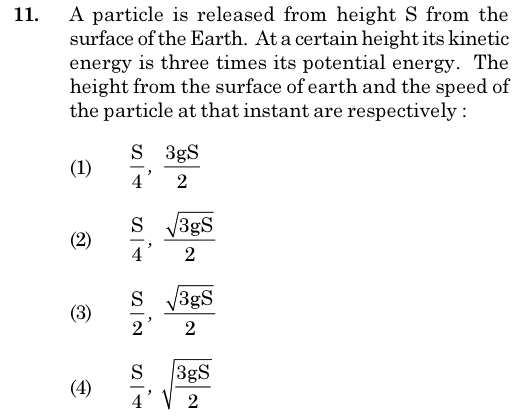 11. A particle is released from height S from the
surface of the Earth. At a certain height its kinetic
energy is three times its potential energy. The
height from the surface of earth and the speed of
the particle at that instant are respectively :
(1) S/4, 3gS/2
(2) S/4, √(3gS)/2
(3) S/2, √(3gS)/2
(4) S/4, √(3gS/2)